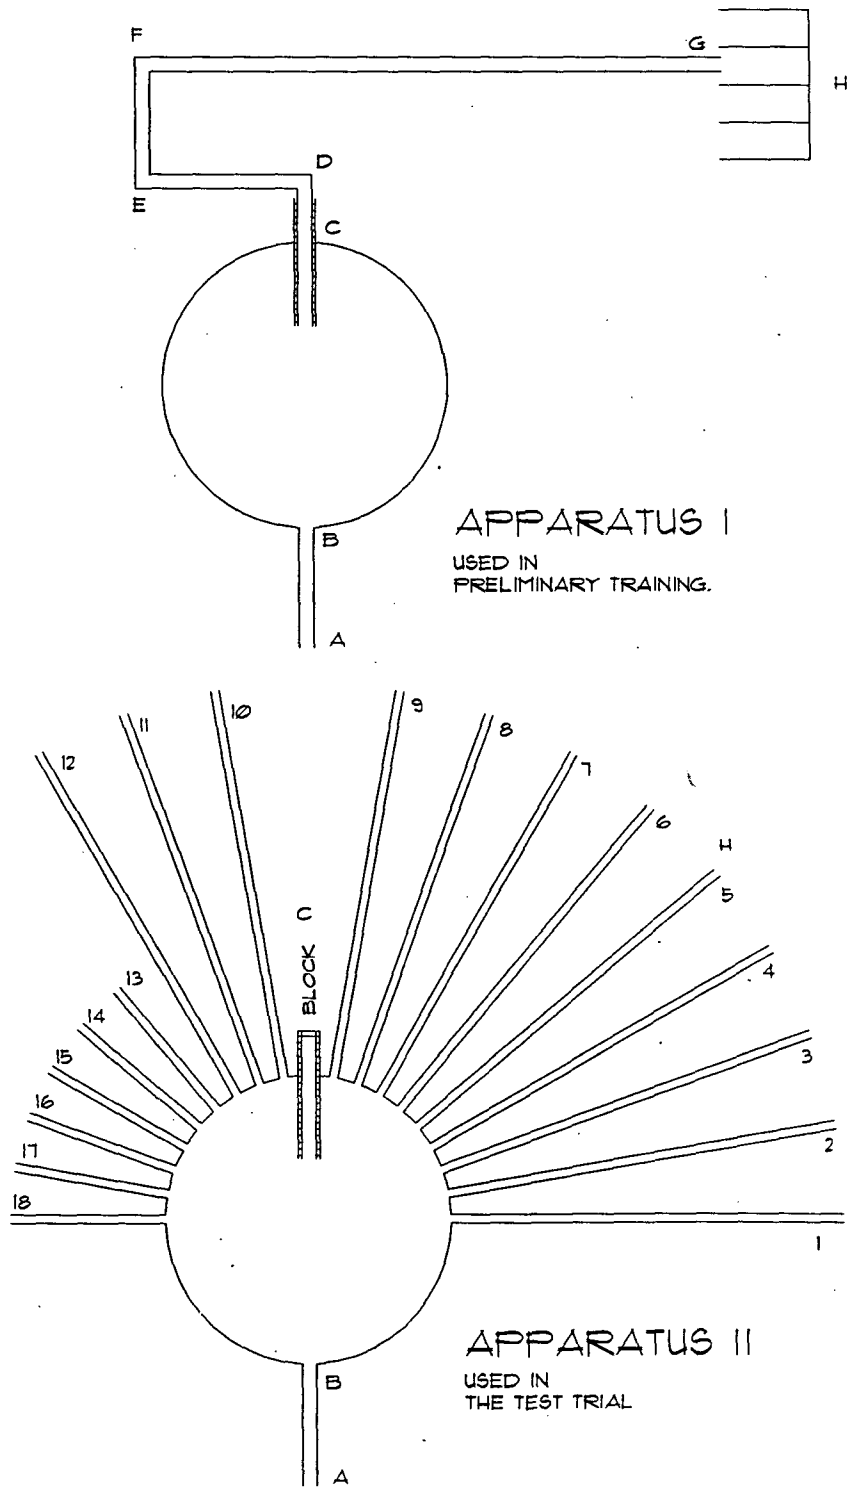 F
G
H
D
E
C
APPARATUS I
USED IN
PRELIMINARY TRAINING.
B
A
10
9
11
8
12
7
6
H
5
C
BLOCK
4
13
14
3
15
16
2
17
18
1
APPARATUS II
USED IN
THE TEST TRIAL
B
A